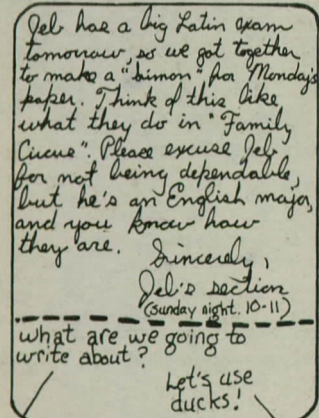 Jeb has a big Latin exam
tomorrow, so we got together
to make a "Simon" for Monday's
paper. Think of this like
what they do in "Family
Circus". Please excuse Jeb
for not being dependable,
but he's an English major,
and you know how
they are.
Sincerely,
Jeb's section
(Sunday night. 10-11)
what are we going to
write about?
Let's use
ducks!